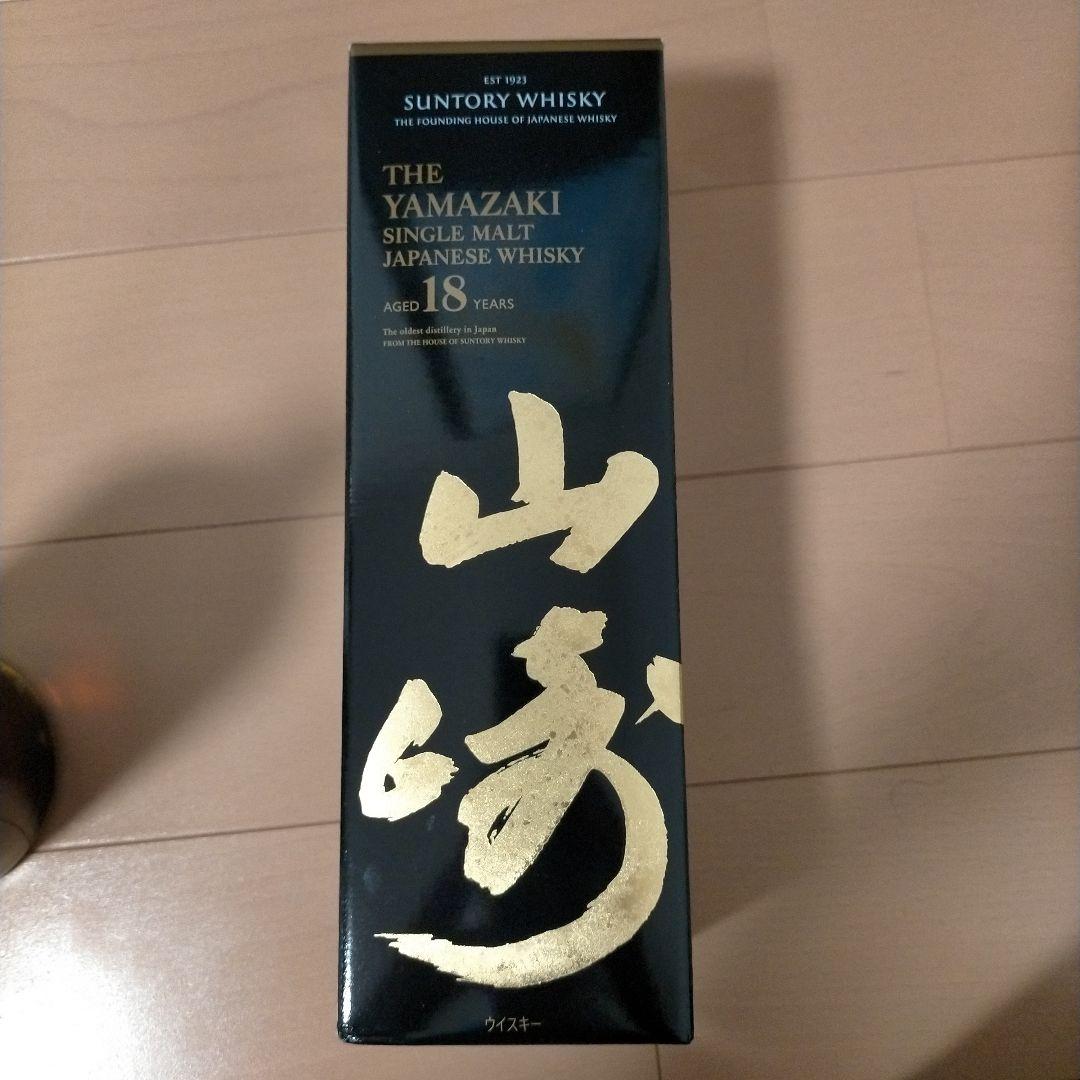 EST 1923
SUNTORY WHISKY
THE FOUNDING HOUSE OF JAPANESE WHISKY
THE
YAMAZAKI
SINGLE MALT
JAPANESE WHISKY
AGED 18 YEARS
The oldest distillery in Japan
FROM THE HOUSE OF SUNTORY WHISKY
山
崎
ウイスキー